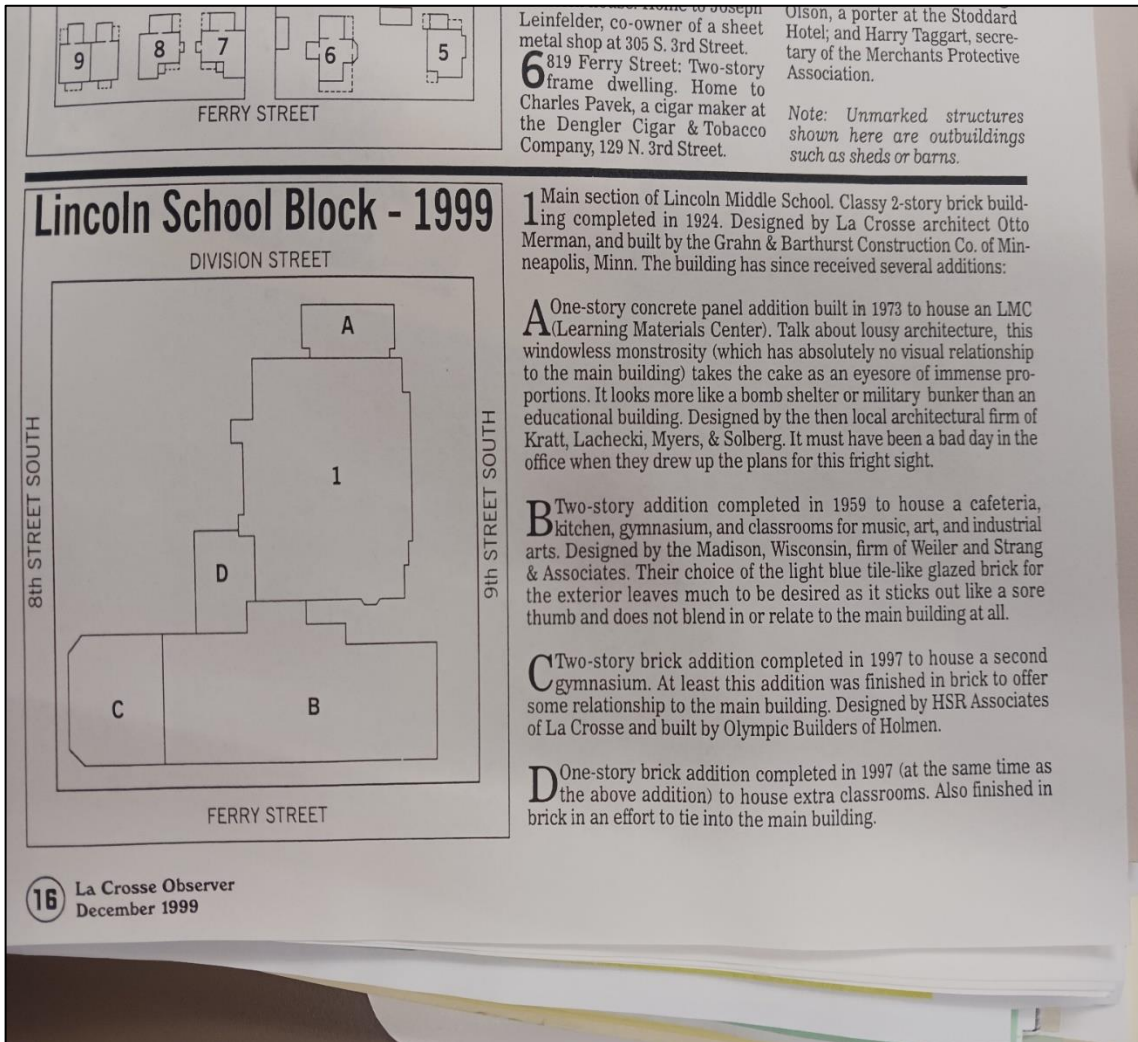 9
8
7
6
5
FERRY STREET
Home to Joseph
Leinfelder, co-owner of a sheet
metal shop at 305 S. 3rd Street.
6 819 Ferry Street: Two-story
frame dwelling. Home to
Charles Pavek, a cigar maker at
the Dengler Cigar & Tobacco
Company, 129 N. 3rd Street.
Olson, a porter at the Stoddard
Hotel; and Harry Taggart, secre-
tary of the Merchants Protective
Association.
Note: Unmarked structures
shown here are outbuildings
such as sheds or barns.
Lincoln School Block - 1999
DIVISION STREET
8th STREET SOUTH
9th STREET SOUTH
A
1
D
C
B
FERRY STREET
1 Main section of Lincoln Middle School. Classy 2-story brick build-
ing completed in 1924. Designed by La Crosse architect Otto
Merman, and built by the Grahn & Barthurst Construction Co. of Min-
neapolis, Minn. The building has since received several additions:
A One-story concrete panel addition built in 1973 to house an LMC
(Learning Materials Center). Talk about lousy architecture, this
windowless monstrosity (which has absolutely no visual relationship
to the main building) takes the cake as an eyesore of immense pro-
portions. It looks more like a bomb shelter or military bunker than an
educational building. Designed by the then local architectural firm of
Kratt, Lachecki, Myers, & Solberg. It must have been a bad day in the
office when they drew up the plans for this fright sight.
B Two-story addition completed in 1959 to house a cafeteria,
kitchen, gymnasium, and classrooms for music, art, and industrial
arts. Designed by the Madison, Wisconsin, firm of Weiler and Strang
& Associates. Their choice of the light blue tile-like glazed brick for
the exterior leaves much to be desired as it sticks out like a sore
thumb and does not blend in or relate to the main building at all.
C Two-story brick addition completed in 1997 to house a second
gymnasium. At least this addition was finished in brick to offer
some relationship to the main building. Designed by HSR Associates
of La Crosse and built by Olympic Builders of Holmen.
D One-story brick addition completed in 1997 (at the same time as
the above addition) to house extra classrooms. Also finished in
brick in an effort to tie into the main building.
16
La Crosse Observer
December 1999